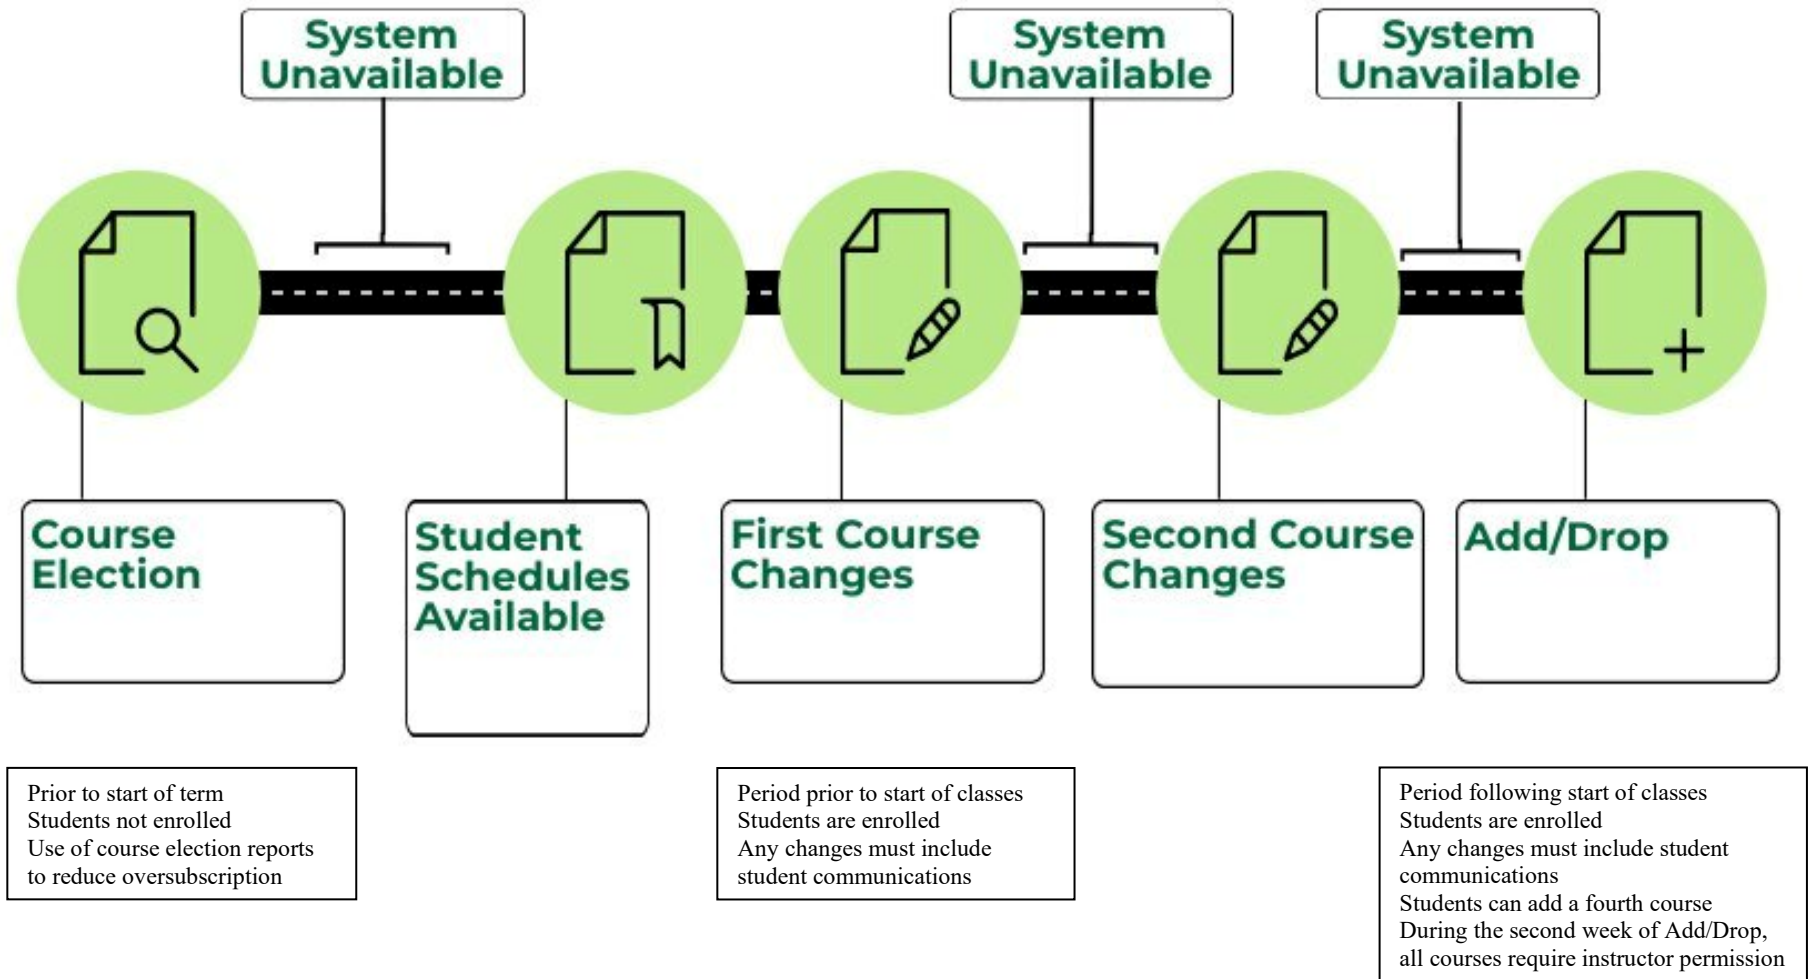 System
Unavailable
System
Unavailable
System
Unavailable
Course
Election
Student
Schedules
Available
First Course
Changes
Second Course
Changes
Add/Drop
Prior to start of term
Students not enrolled
Use of course election reports
to reduce oversubscription
Period prior to start of classes
Students are enrolled
Any changes must include
student communications
Period following start of classes
Students are enrolled
Any changes must include student
communications
Students can add a fourth course
During the second week of Add/Drop,
all courses require instructor permission